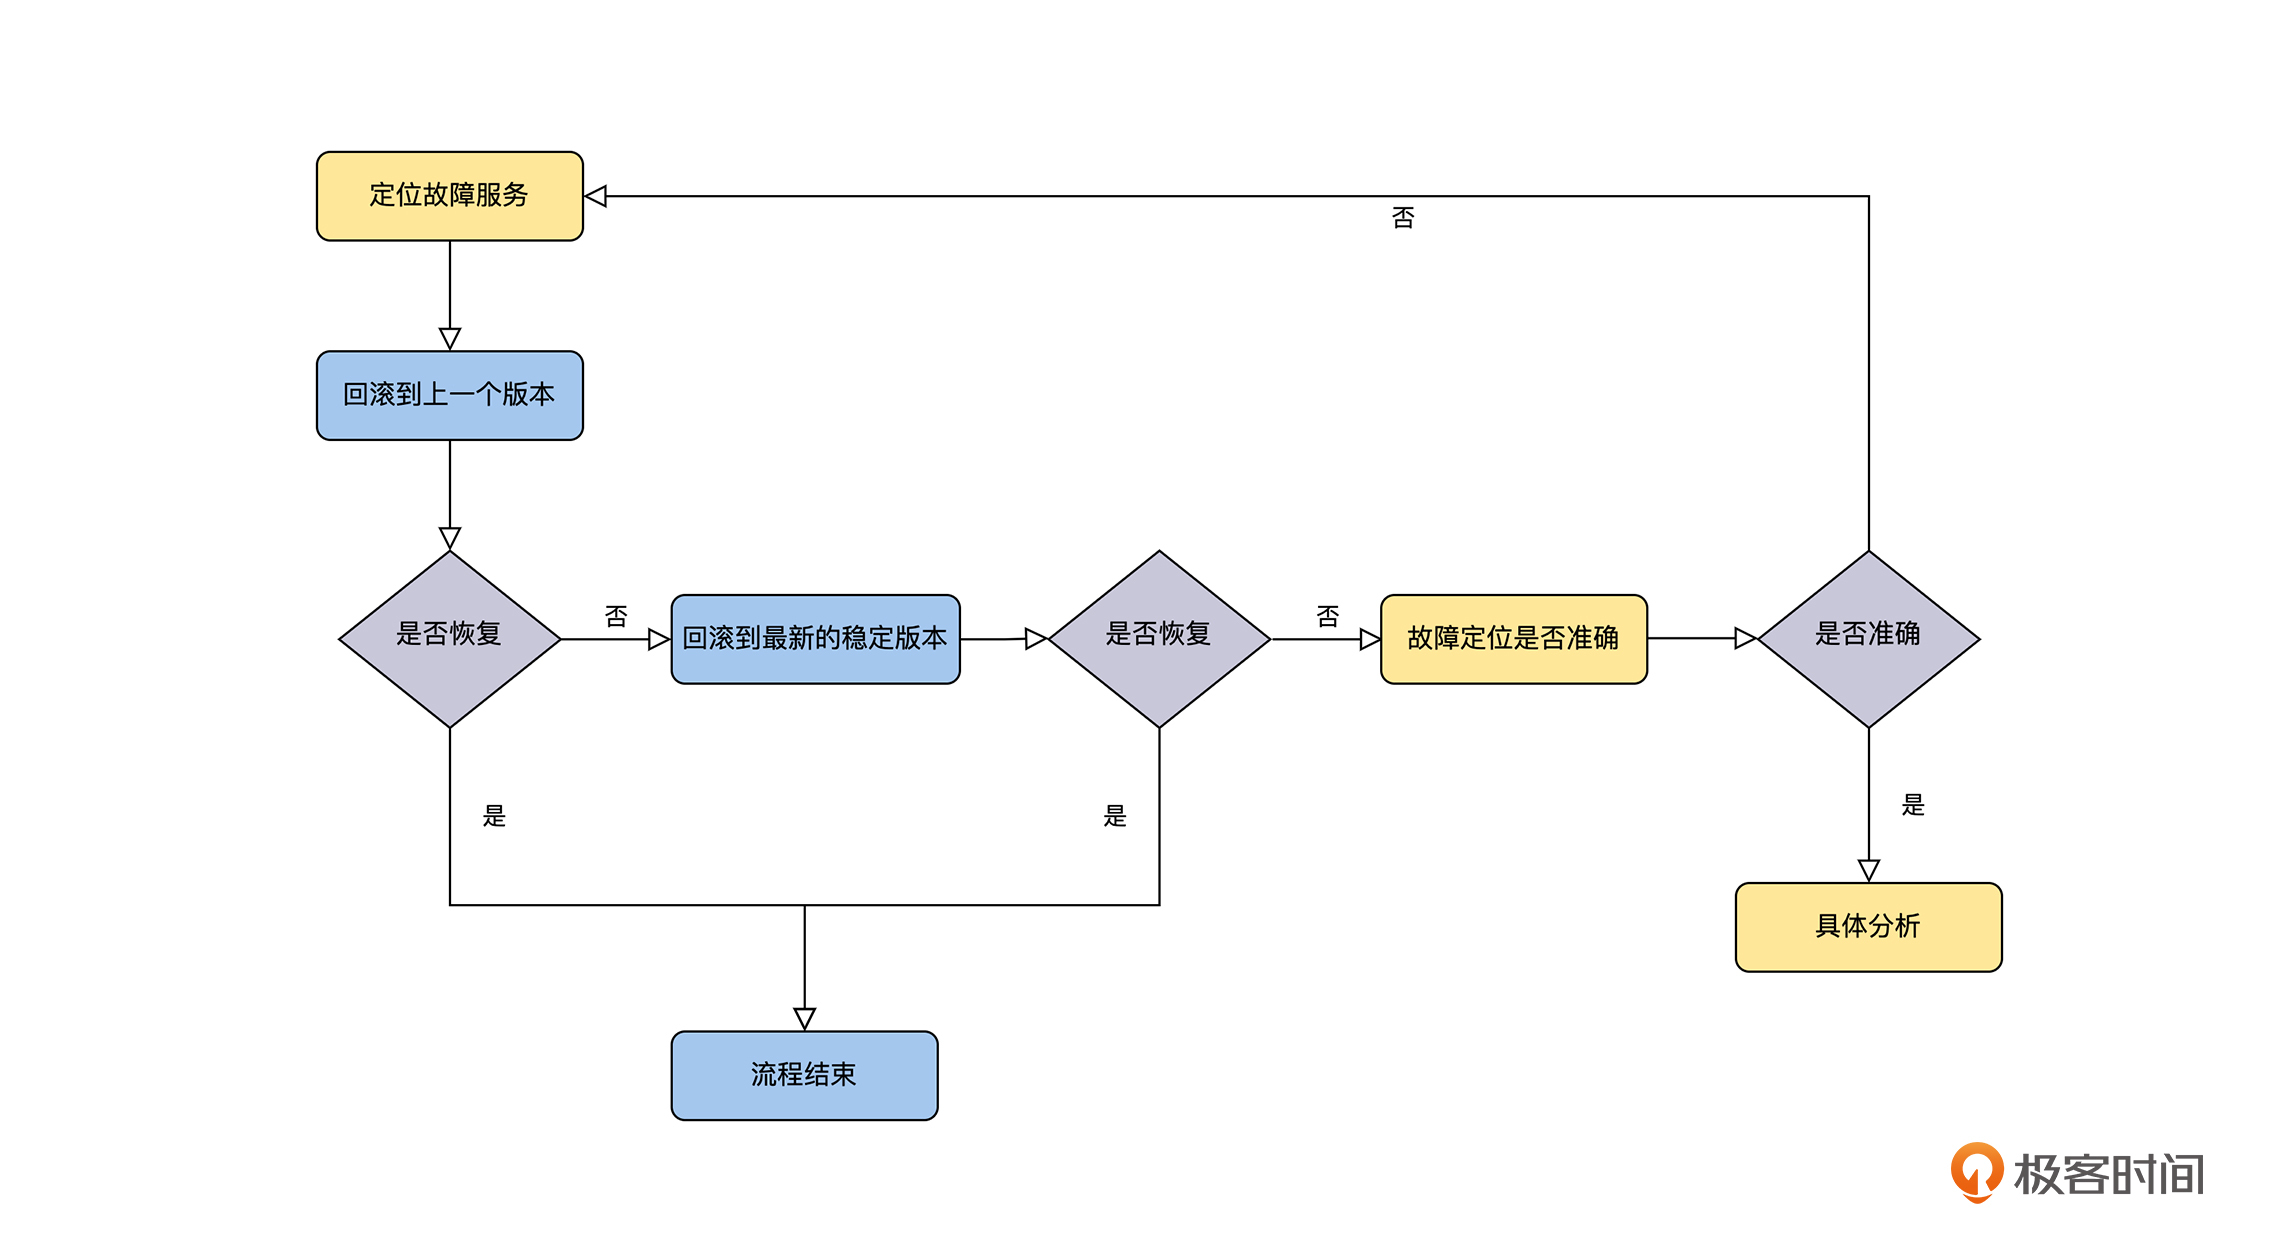 定位故障服务
否
回滚到上一个版本
是否恢复
否
回滚到最新的稳定版本
是否恢复
否
故障定位是否准确
是否准确
是
是
是
具体分析
流程结束
极客时间